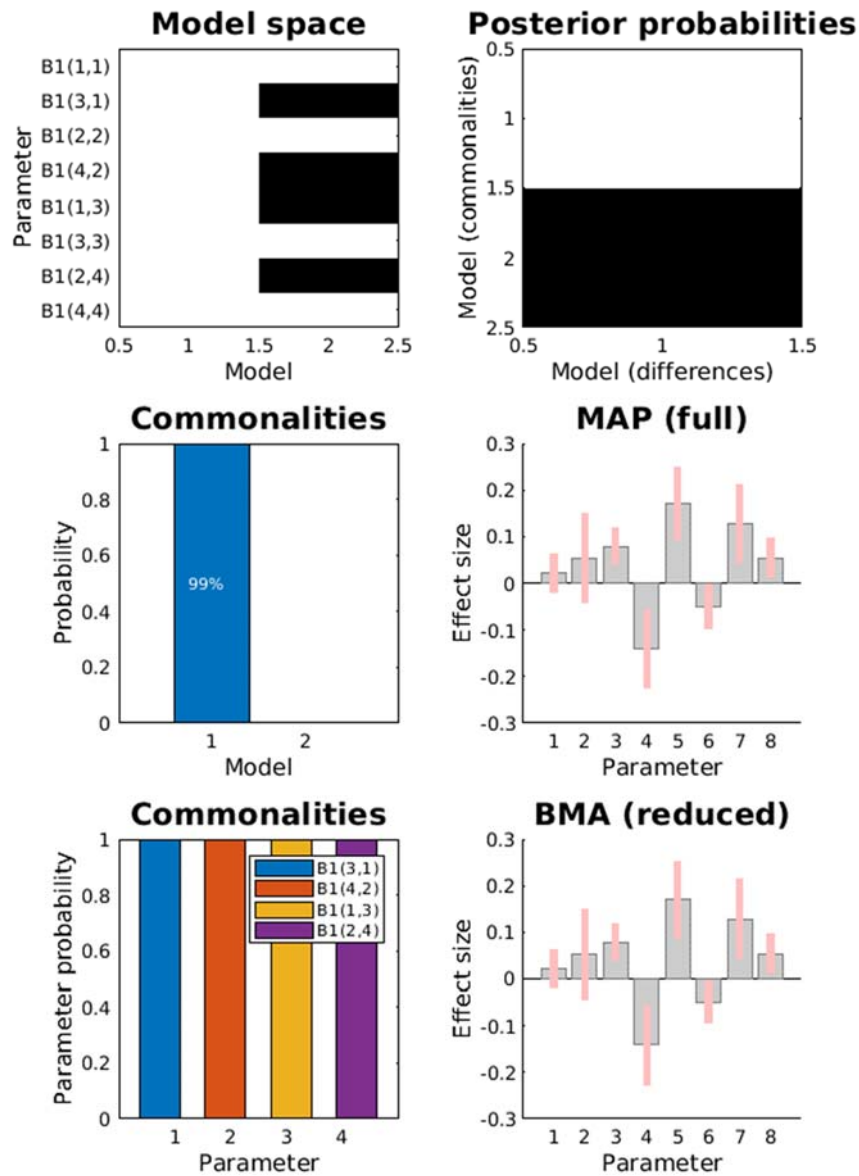 Model space
Parameter
B1(1,1)
B1(3,1)
B1(2,2)
B1(4,2)
B1(1,3)
B1(3,3)
B1(2,4)
B1(4,4)
0.5 1 1.5 2 2.5
Model
Posterior probabilities
Model (commonalities)
0.5
1
1.5
2
2.5
0.5 1 1.5
Model (differences)
Commonalities
Probability
1
0.8
0.6
0.4
0.2
0
99%
1 2
Model
MAP (full)
Effect size
0.3
0.2
0.1
0
-0.1
-0.2
-0.3
1 2 3 4 5 6 7 8
Parameter
Commonalities
Parameter probability
1
0.8
0.6
0.4
0.2
0
B1(3,1)
B1(4,2)
B1(1,3)
B1(2,4)
1 2 3 4
Parameter
BMA (reduced)
Effect size
0.3
0.2
0.1
0
-0.1
-0.2
-0.3
1 2 3 4 5 6 7 8
Parameter